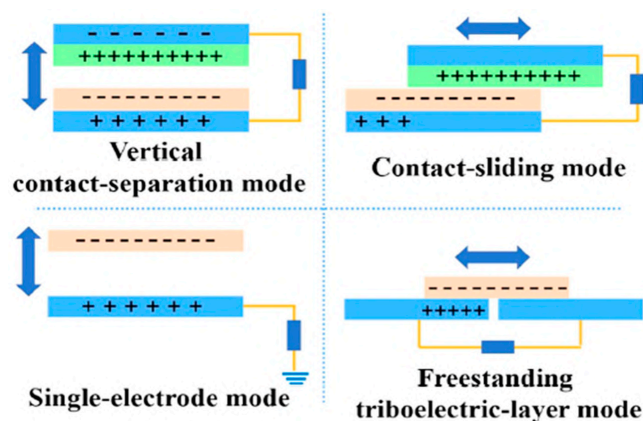 - - - - - -
++++++++++
- - - - - - - - - -
+ + + + + +
Vertical
contact-separation mode
++++++++++
- - - - - - - - - -
+ + +
Contact-sliding mode
- - - - - - - - - -
+ + + + + +
Single-electrode mode
- - - - - - - - - -
+++++
Freestanding
triboelectric-layer mode